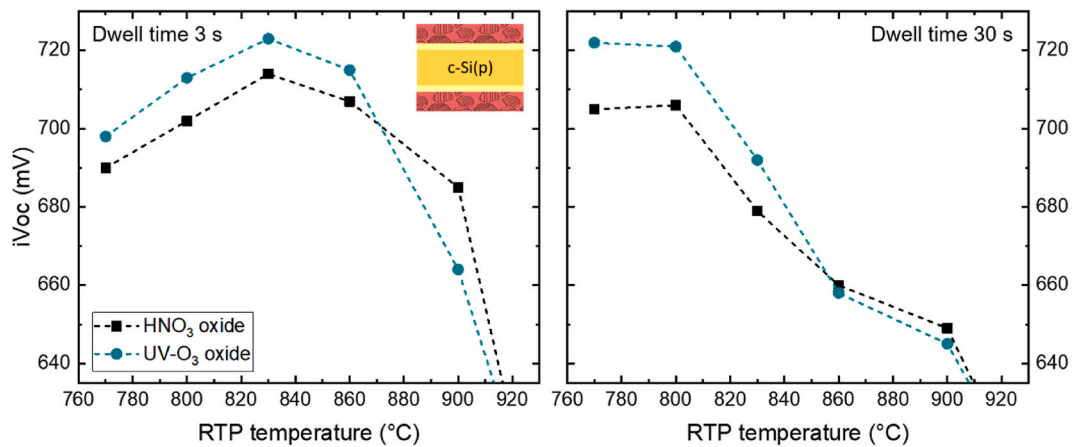 Dwell time 3 s
Dwell time 30 s
c-Si(p)
720
700
680
660
640
720
700
680
660
640
iVoc (mV)
HNO₃ oxide
UV-O₃ oxide
760 780 800 820 840 860 880 900 920
760 780 800 820 840 860 880 900 920
RTP temperature (°C)
RTP temperature (°C)